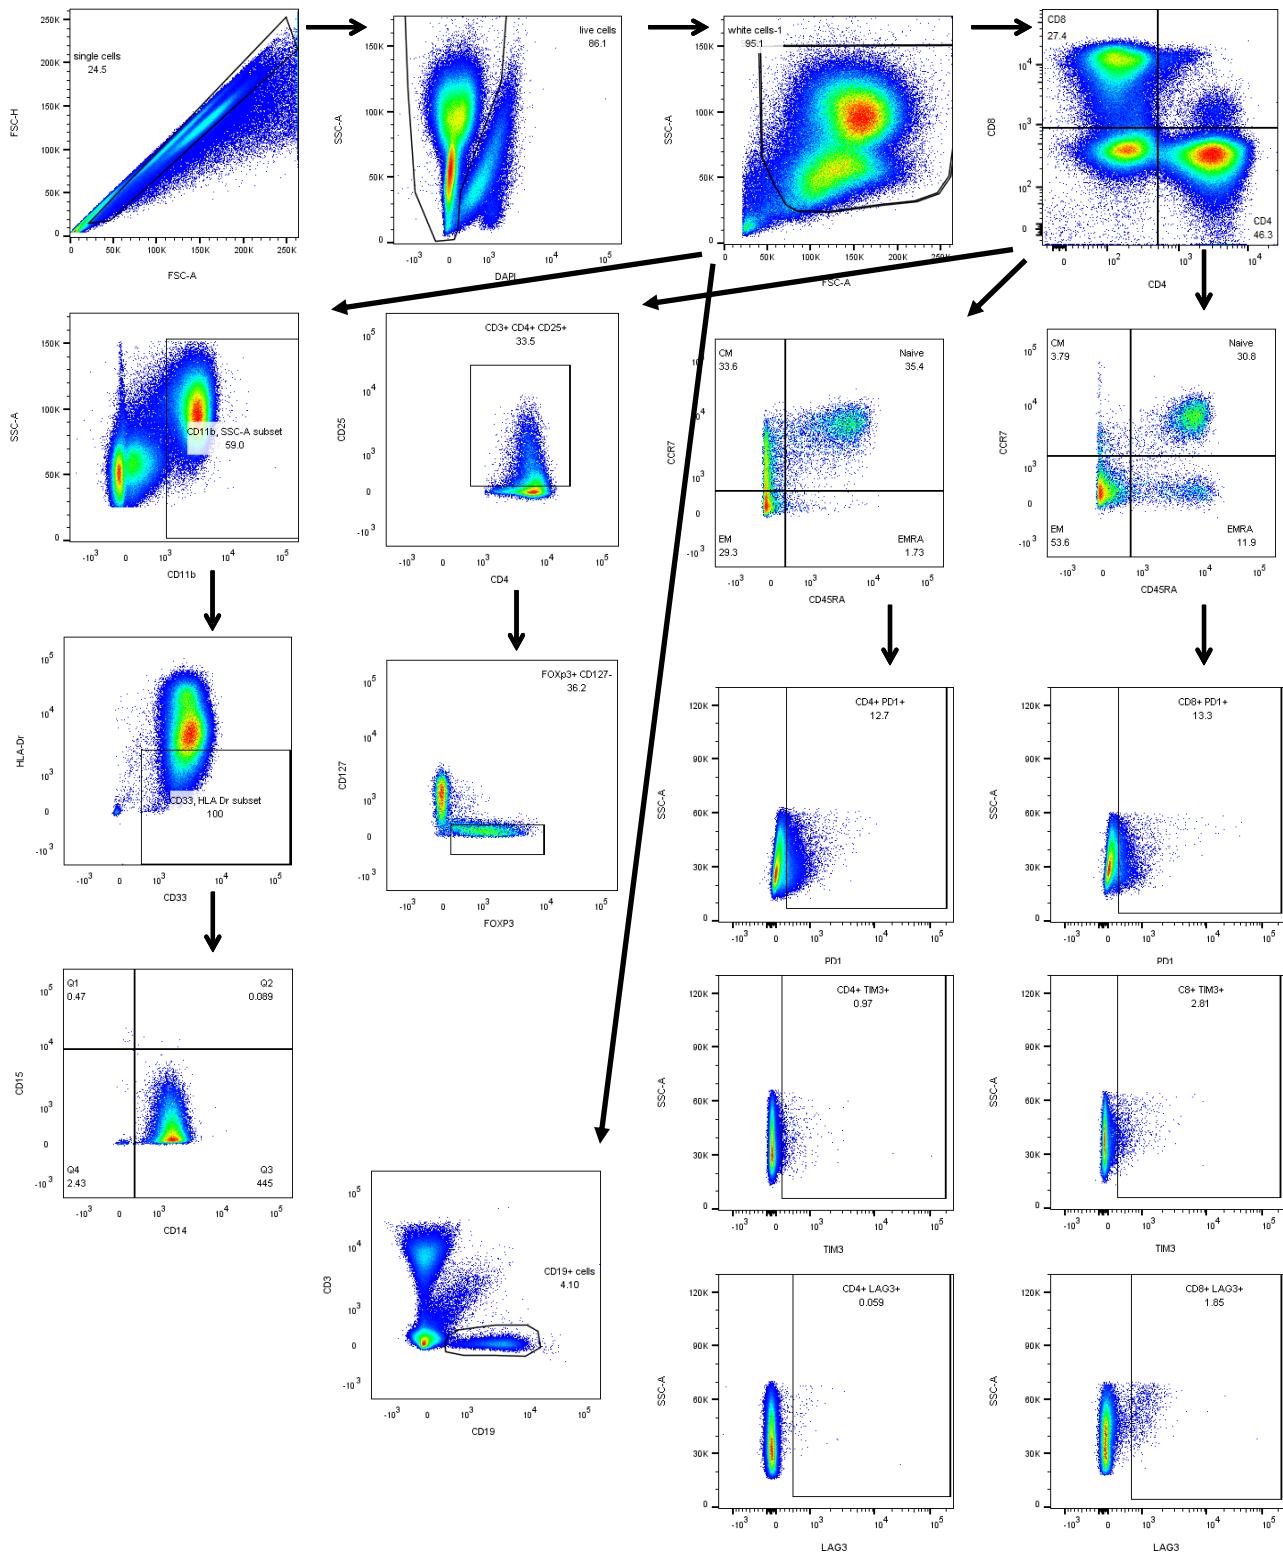 single cells
24.5
250K
200K
150K
100K
50K
0
FSC-H
0
50K
100K
150K
200K
250K
FSC-A
live cells
86.1
150K
100K
50K
0
SSC-A
-10^3
0
10^3
10^4
10^5
DAPI
white cells-1
95.1
150K
100K
50K
0
SSC-A
0
50K
100K
150K
200K
250K
FSC-A
CD8
27.4
10^4
10^3
10^2
0
CD8
CD4
46.3
0
10^2
10^3
10^4
CD4
150K
100K
50K
0
SSC-A
CD11b, SSC-A subset
59.0
-10^3
0
10^3
10^4
10^5
CD11b
CD3+ CD4+ CD25+
33.5
10^5
10^4
10^3
0
-10^3
CD25
-10^3
0
10^3
10^4
10^5
CD4
CM
33.6
Naive
35.4
10^4
10^3
0
-10^3
CCR7
EM
29.3
EMRA
1.73
-10^3
0
10^3
10^4
10^5
CD45RA
CM
3.79
Naive
30.8
10^5
10^4
10^3
0
-10^3
CCR7
EM
53.6
EMRA
11.9
-10^3
0
10^3
10^4
10^5
CD45RA
10^5
10^4
10^3
0
-10^3
HLA-Dr
CD33, HLA Dr subset
100
-10^3
0
10^3
10^4
10^5
CD33
FOXp3+ CD127-
36.2
10^5
10^4
10^3
0
-10^3
CD127
-10^3
0
10^3
10^4
10^5
FOXP3
CD4+ PD1+
12.7
120K
90K
60K
30K
0
SSC-A
-10^3
0
10^3
10^4
10^5
PD1
CD8+ PD1+
13.3
120K
90K
60K
30K
0
SSC-A
-10^3
0
10^3
10^4
10^5
PD1
Q1
0.47
Q2
0.089
10^5
10^4
10^3
0
-10^3
CD15
Q4
2.43
Q3
445
-10^3
0
10^3
10^4
10^5
CD14
CD4+ TIM3+
0.97
120K
90K
60K
30K
0
SSC-A
-10^3
0
10^3
10^4
10^5
TIM3
C8+ TIM3+
2.81
120K
90K
60K
30K
0
SSC-A
-10^3
0
10^3
10^4
10^5
TIM3
CD19+ cells
4.10
10^5
10^4
10^3
0
-10^3
CD3
-10^3
0
10^3
10^4
10^5
CD19
CD4+ LAG3+
0.059
120K
90K
60K
30K
0
SSC-A
-10^3
0
10^3
10^4
10^5
LAG3
CD8+ LAG3+
1.85
120K
90K
60K
30K
0
SSC-A
-10^3
0
10^3
10^4
10^5
LAG3